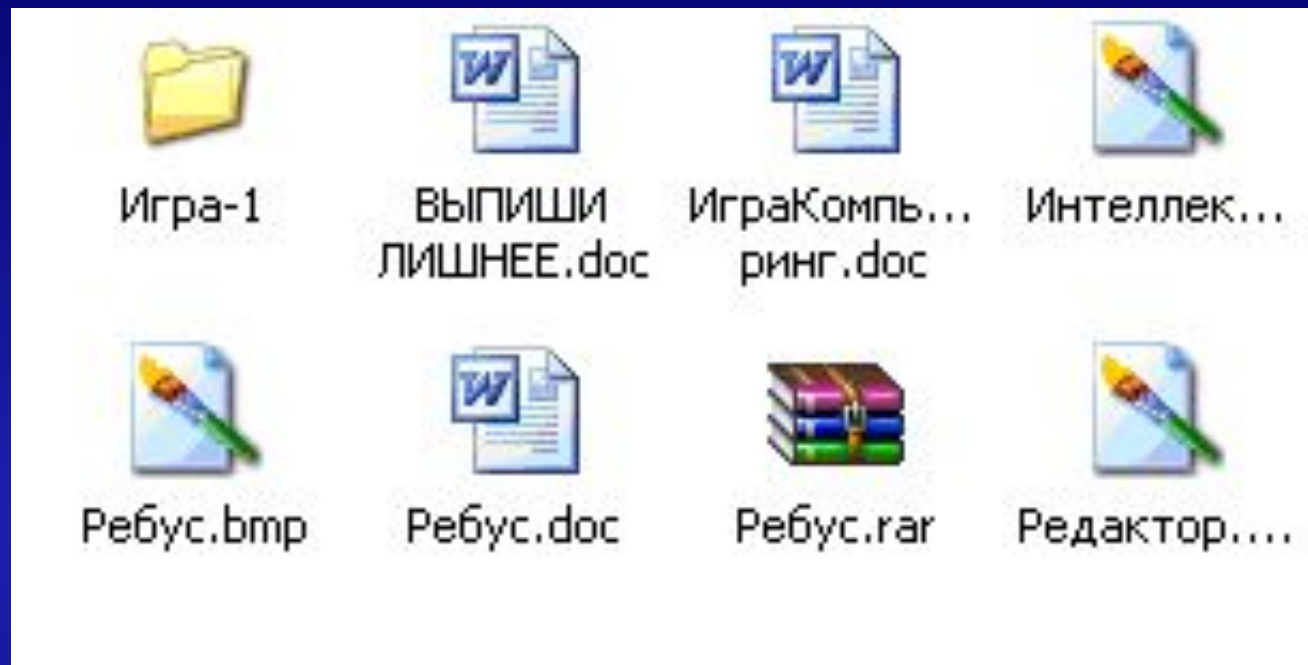 Игра-1
ВЫПИШИ
ЛИШНЕЕ.doc
ИграКомпь...
ринг.doc
Интеллек...
Ребус.bmp
Ребус.doc
Ребус.rar
Редактор....